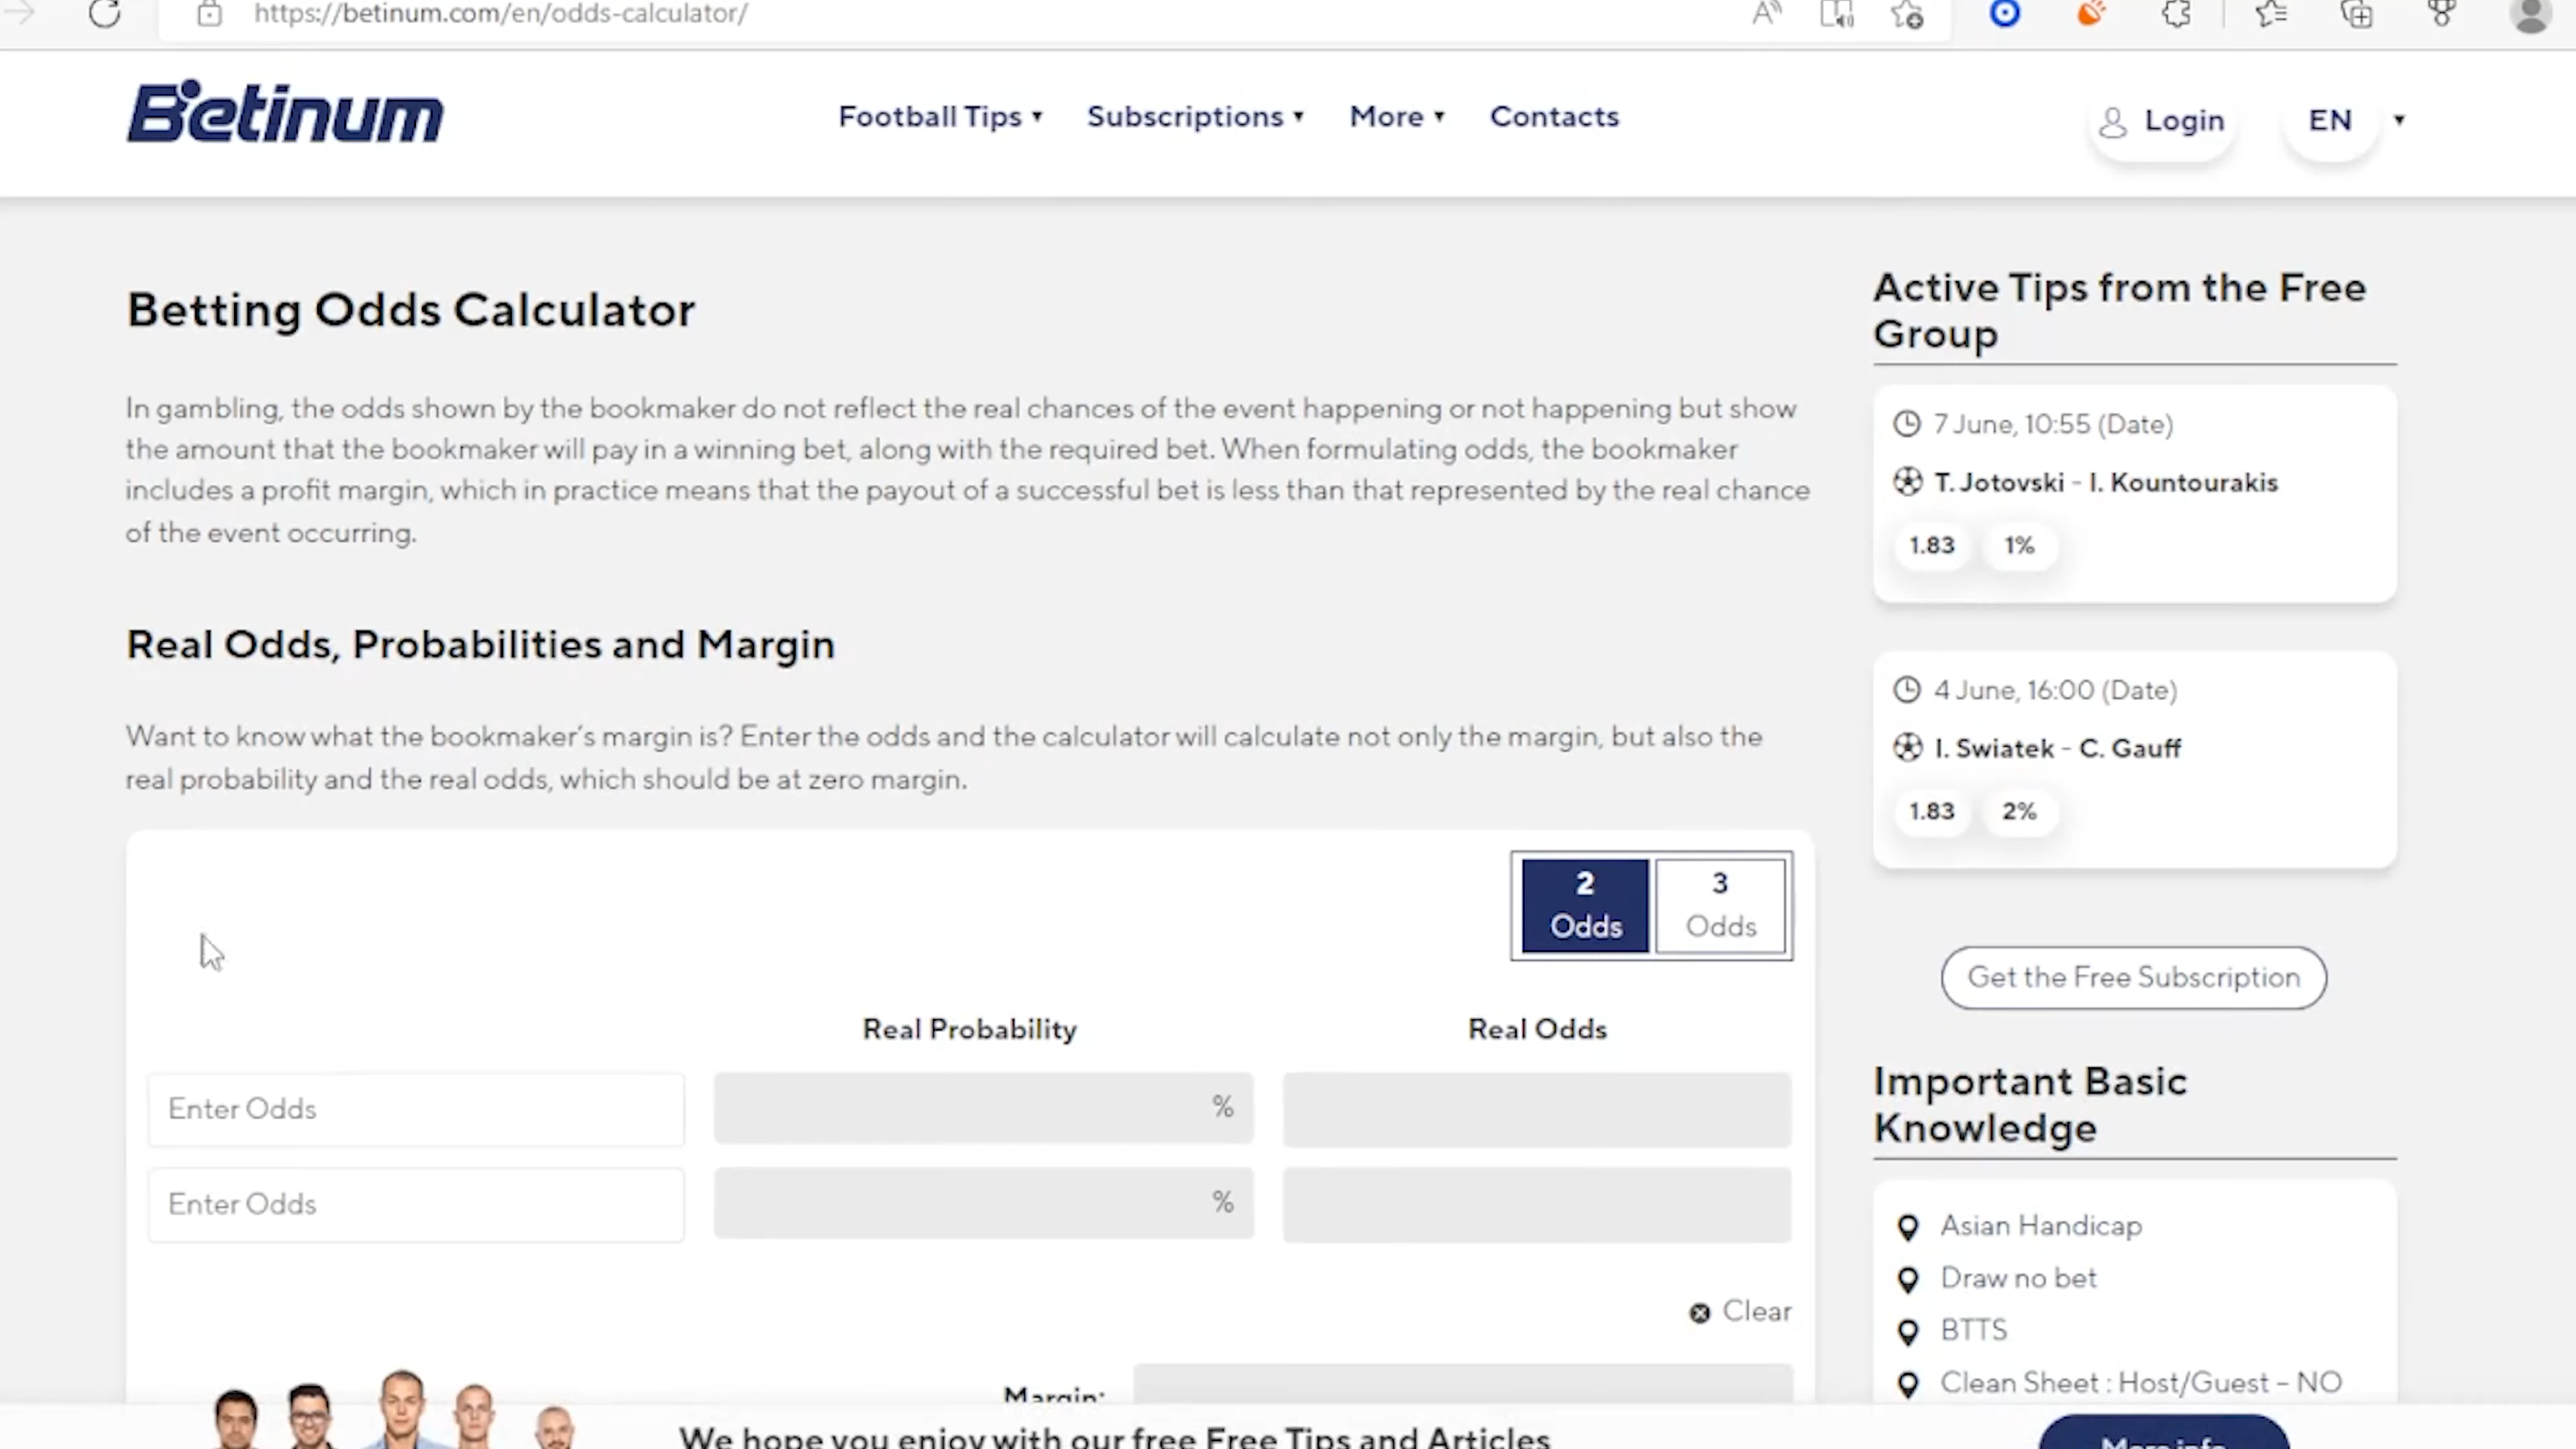 https://betinum.com/en/odds-calculator/
Betinum
Football Tips ▾ Subscriptions ▾ More ▾ Contacts
Login
EN
Betting Odds Calculator
In gambling, the odds shown by the bookmaker do not reflect the real chances of the event happening or not happening but show
the amount that the bookmaker will pay in a winning bet, along with the required bet. When formulating odds, the bookmaker
includes a profit margin, which in practice means that the payout of a successful bet is less than that represented by the real chance
of the event occurring.
Real Odds, Probabilities and Margin
Want to know what the bookmaker's margin is? Enter the odds and the calculator will calculate not only the margin, but also the
real probability and the real odds, which should be at zero margin.
2
Odds
3
Odds
Real Probability Real Odds
Enter Odds %
Enter Odds %
Clear
Margin:
Active Tips from the Free
Group
7 June, 10:55 (Date)
T. Jotovski - I. Kountourakis
1.83 1%
4 June, 16:00 (Date)
I. Swiatek - C. Gauff
1.83 2%
Get the Free Subscription
Important Basic
Knowledge
Asian Handicap
Draw no bet
BTTS
Clean Sheet : Host/Guest – NO
We hope you enjoy with our free Free Tips and Articles
More info